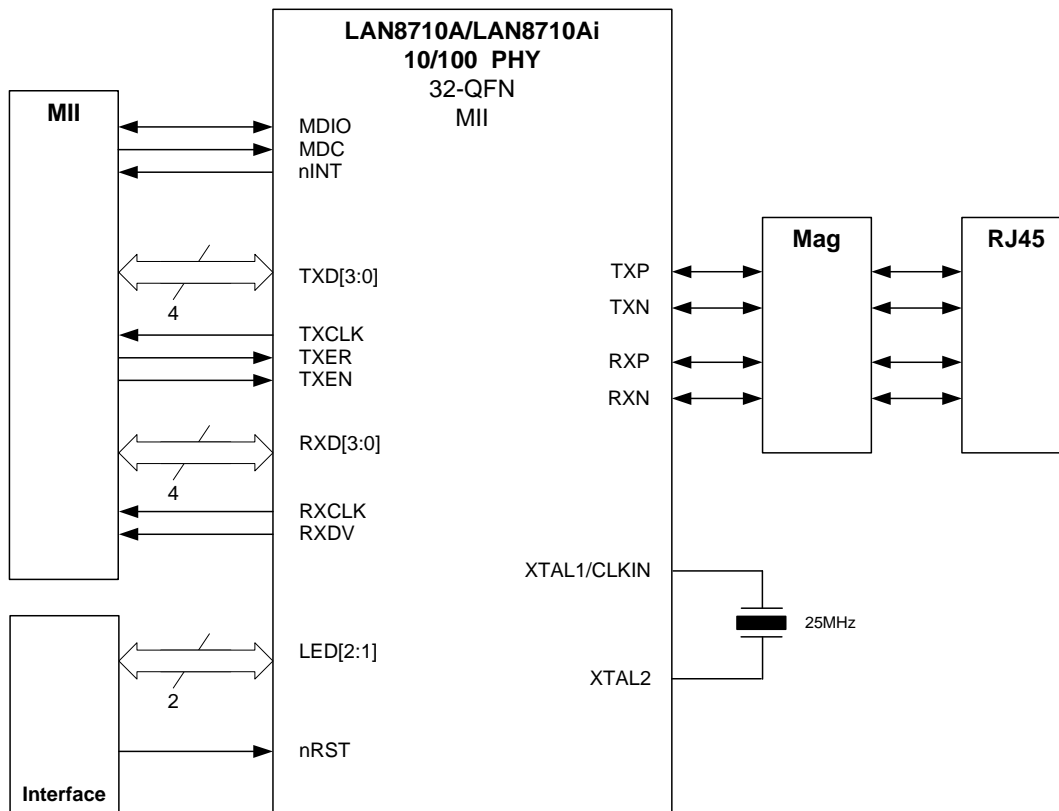 LAN8710A/LAN8710Ai
10/100 PHY
32-QFN
MII
MII
MDIO
MDC
nINT
TXD[3:0]
4
TXCLK
TXER
TXEN
RXD[3:0]
4
RXCLK
RXDV
TXP
TXN
RXP
RXN
Mag
RJ45
XTAL1/CLKIN
25MHz
XTAL2
LED[2:1]
2
nRST
Interface